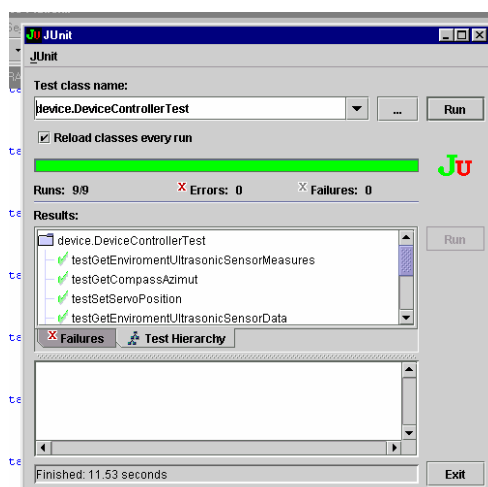 JU JUnit
JUnit
Test class name:
device.DeviceControllerTest
...
Run
Reload classes every run
JU
Runs: 9/9
X Errors: 0
X Failures: 0
Results:
device.DeviceControllerTest
Run
testGetEnviromentUltrasonicSensorMeasures
testGetCompassAzimut
testSetServoPosition
testGetEnviromentUltrasonicSensorData
X Failures
Test Hierarchy
Finished: 11.53 seconds
Exit